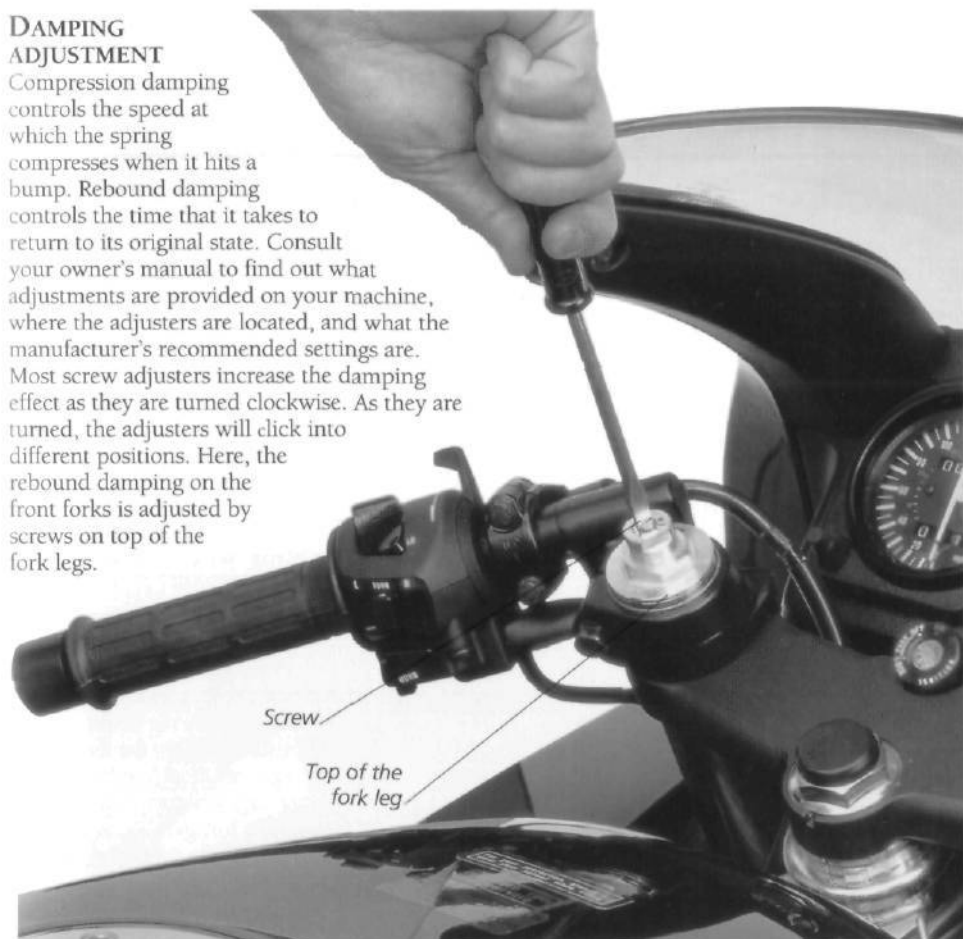 DAMPING
ADJUSTMENT
Compression damping
controls the speed at
which the spring
compresses when it hits a
bump. Rebound damping
controls the time that it takes to
return to its original state. Consult
your owner's manual to find out what
adjustments are provided on your machine,
where the adjusters are located, and what the
manufacturer's recommended settings are.
Most screw adjusters increase the damping
effect as they are turned clockwise. As they are
turned, the adjusters will click into
different positions. Here, the
rebound damping on the
front forks is adjusted by
screws on top of the
fork legs.
TURN
HORN
Screw
Top of the
fork leg